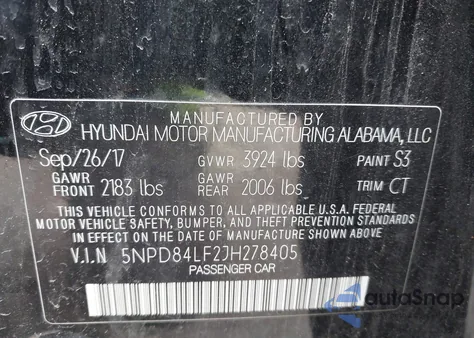 MANUFACTURED BY
HYUNDAI MOTOR MANUFACTURING ALABAMA, LLC
Sep/26/17 GVWR 3924 lbs PAINT S3
GAWR FRONT 2183 lbs GAWR REAR 2006 lbs TRIM CT
THIS VEHICLE CONFORMS TO ALL APPLICABLE U.S.A. FEDERAL
MOTOR VEHICLE SAFETY, BUMPER, AND THEFT PREVENTION STANDARDS
IN EFFECT ON THE DATE OF MANUFACTURE SHOWN ABOVE.
V.I.N 5NPD84LF2JH278405
PASSENGER CAR
autoSnap